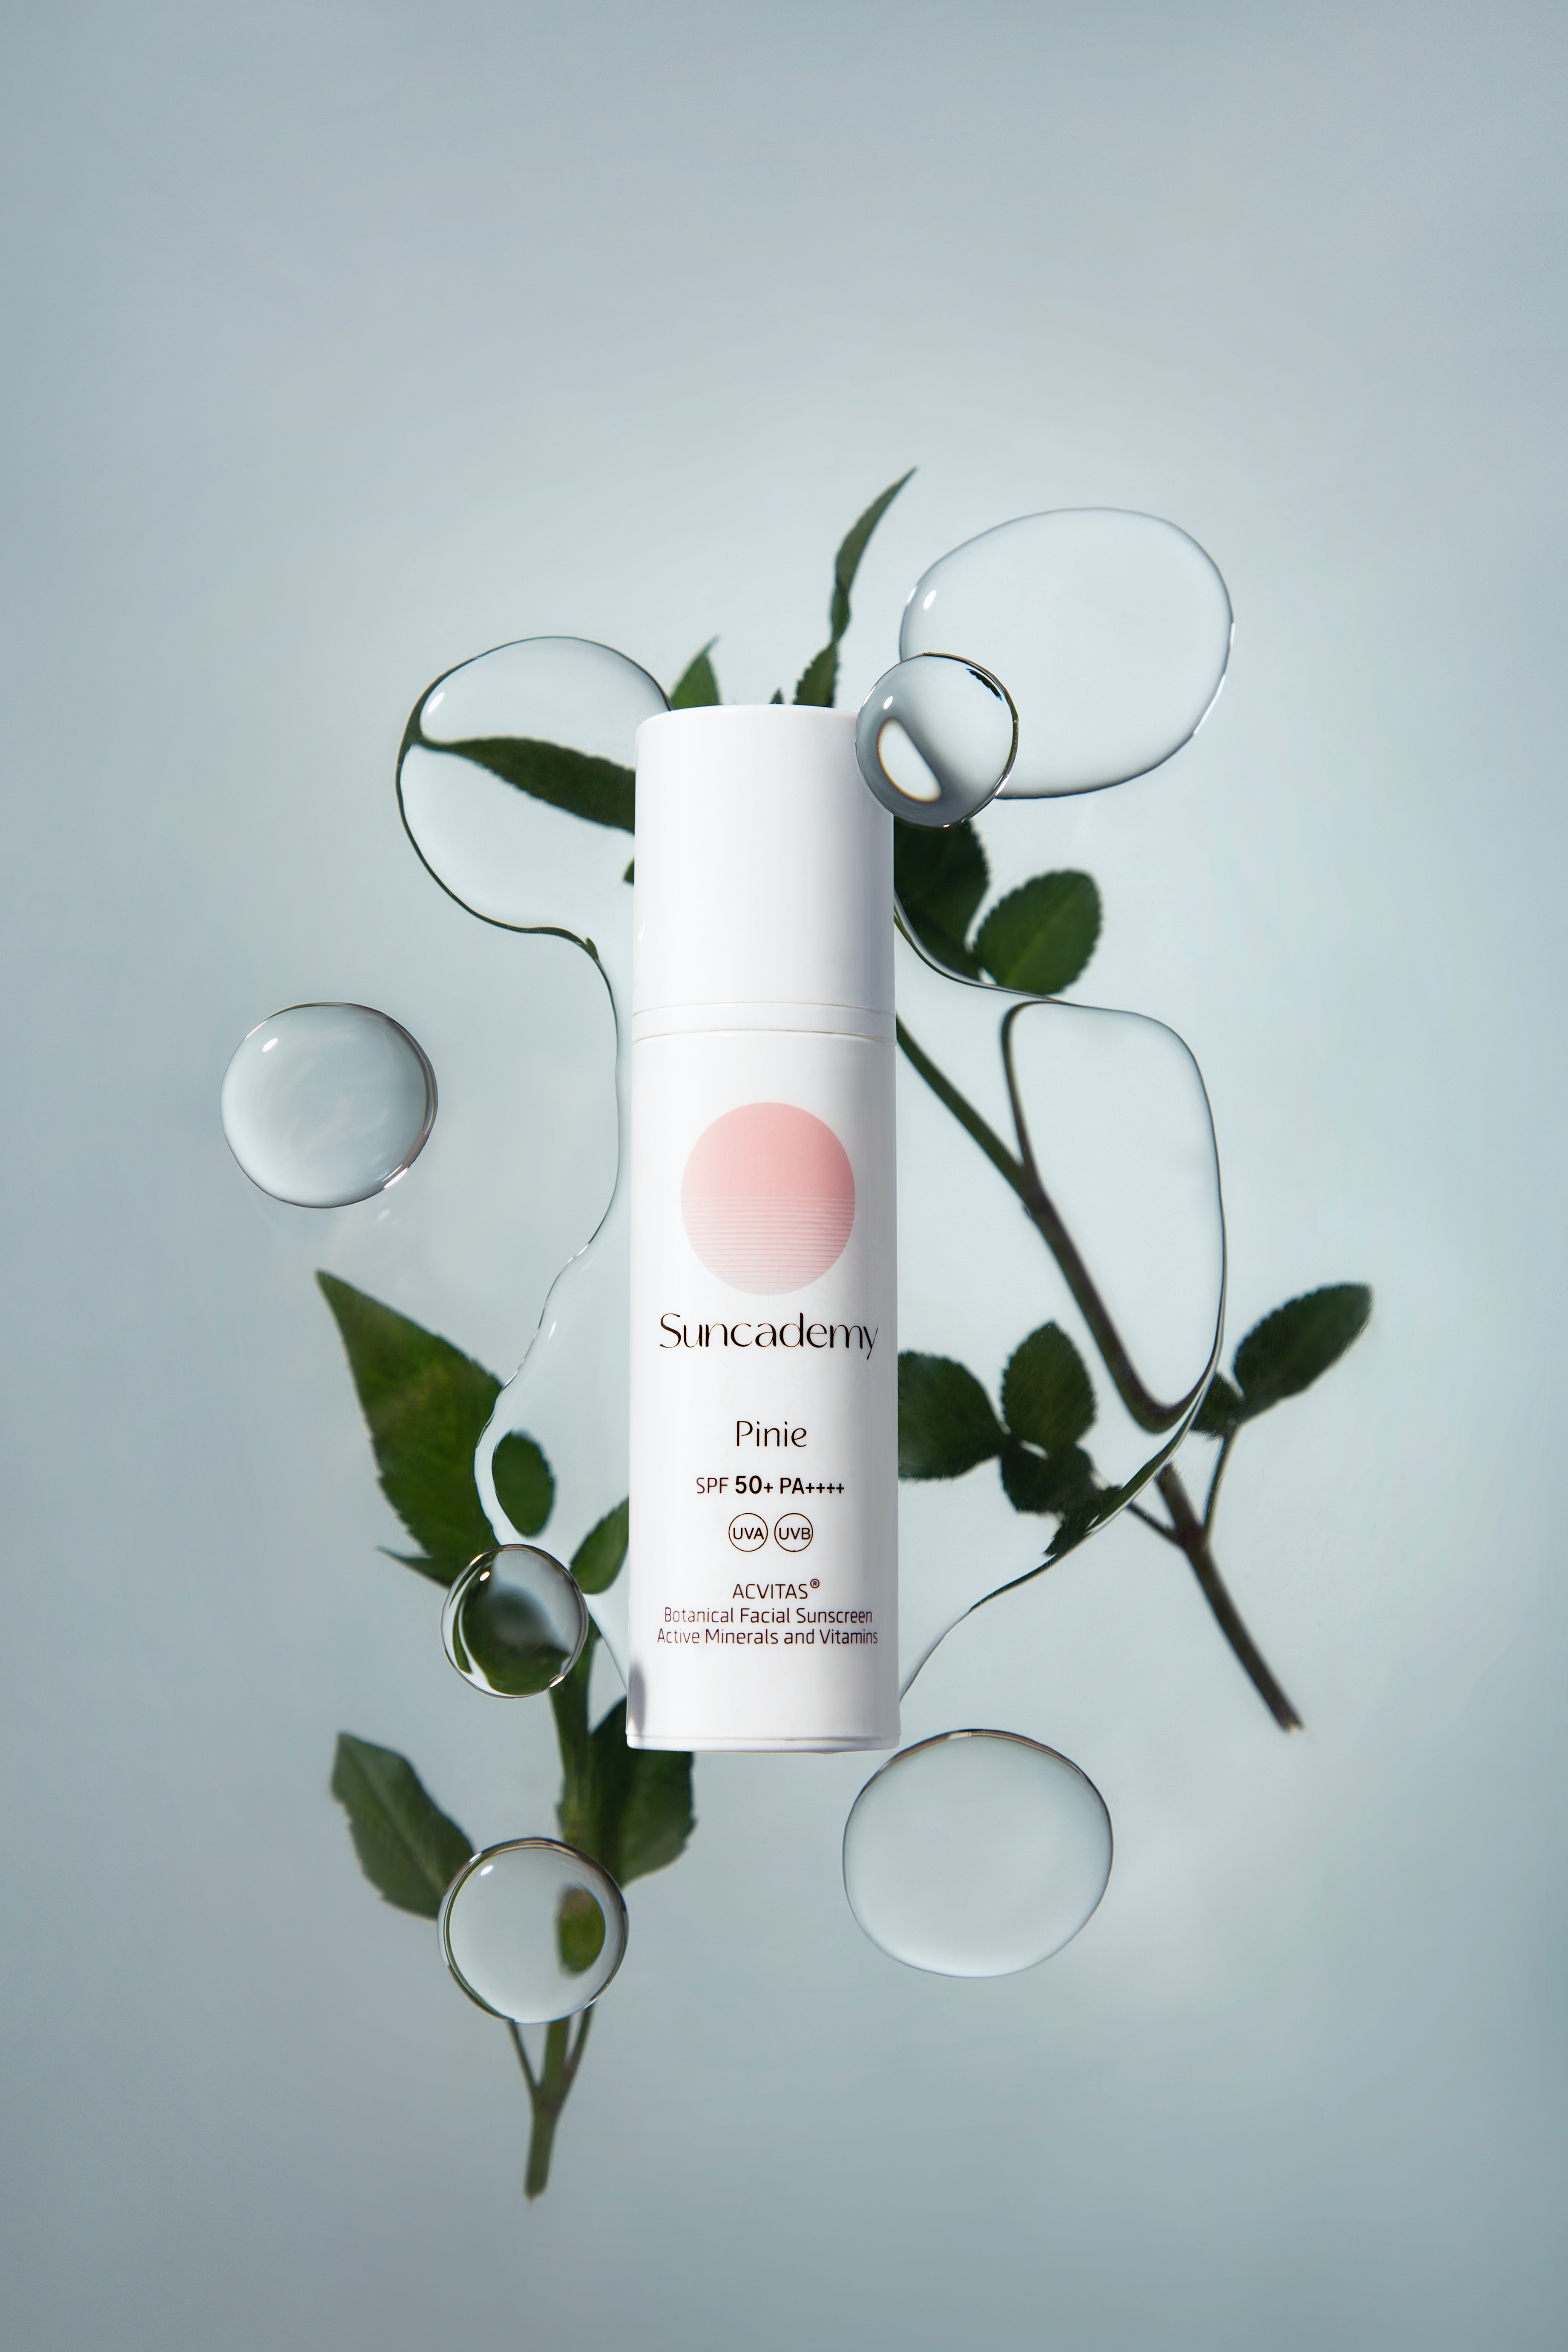 Suncademy
Pinie
SPF 50+ PA++++
UVA UVB
ACVITAS®
Botanical Facial Sunscreen
Active Minerals and Vitamins